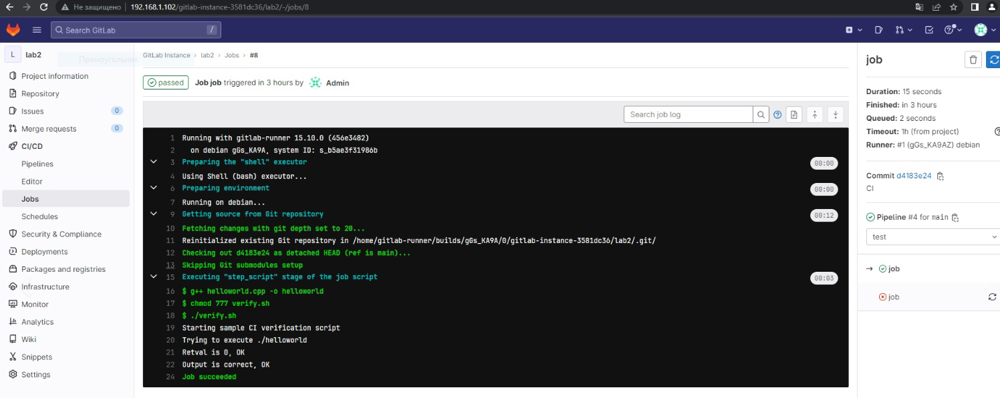 Не защищено 192.168.1.102/gitlab-instance-3581dc36/lab2/-/jobs/8
Search GitLab /
L lab2
Прямоугольник
Project information
Repository
Issues 0
Merge requests 0
CI/CD
Pipelines
Editor
Jobs
Schedules
Security & Compliance
Deployments
Packages and registries
Infrastructure
Monitor
Analytics
Wiki
Snippets
Settings
GitLab Instance › lab2 › Jobs › #8
passed Job job triggered in 3 hours by Admin
Search job log
1 Running with gitlab-runner 15.10.0 (456e3482)
2 on debian gGs_KA9A, system ID: s_b5ae3f31986b
3 Preparing the "shell" executor 00:00
4 Using Shell (bash) executor...
6 Preparing environment 00:00
7 Running on debian...
9 Getting source from Git repository 00:12
10 Fetching changes with git depth set to 20...
11 Reinitialized existing Git repository in /home/gitlab-runner/builds/gGs_KA9A/0/gitlab-instance-3581dc36/lab2/.git/
12 Checking out d4183e24 as detached HEAD (ref is main)...
13 Skipping Git submodules setup
15 Executing "step_script" stage of the job script 00:03
16 $ g++ helloworld.cpp -o helloworld
17 $ chmod 777 verify.sh
18 $ ./verify.sh
19 Starting sample CI verification script
20 Trying to execute ./helloworld
21 Retval is 0, OK
22 Output is correct, OK
24 Job succeeded
job
Duration: 15 seconds
Finished: in 3 hours
Queued: 2 seconds
Timeout: 1h (from project)
Runner: #1 (gGs_KA9AZ) debian
Commit d4183e24
CI
Pipeline #4 for main
test
→ job
job